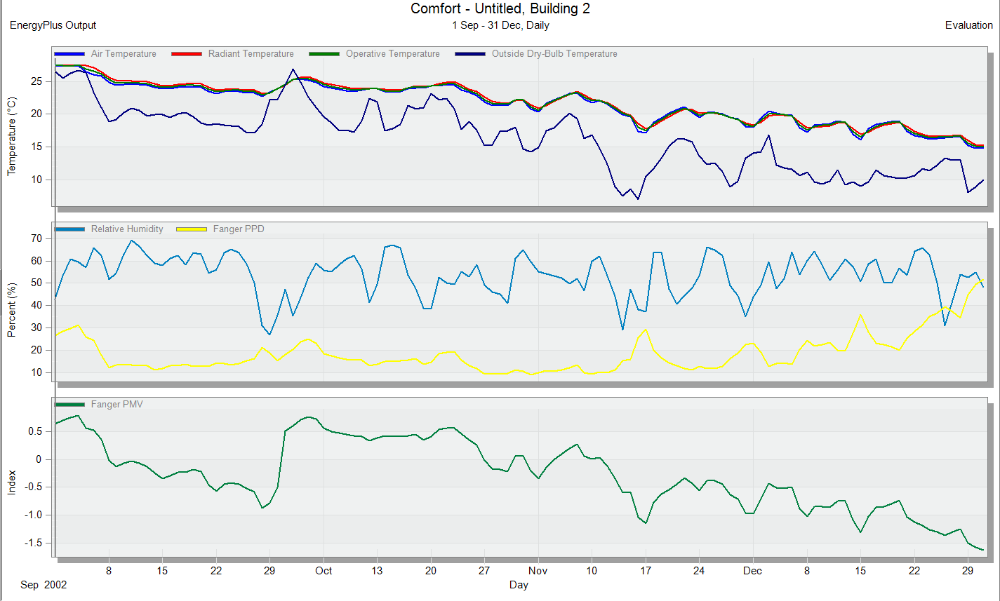 Comfort - Untitled, Building 2
EnergyPlus Output
1 Sep - 31 Dec, Daily
Evaluation
Air Temperature Radiant Temperature Operative Temperature Outside Dry-Bulb Temperature
Temperature (°C)
25
20
15
10
Relative Humidity Fanger PPD
Percent (%)
70
60
50
40
30
20
10
Fanger PMV
Index
0.5
0
-0.5
-1.0
-1.5
8 15 22 29 Oct 13 20 27 Nov 10 17 24 Dec 8 15 22 29
Sep 2002
Day